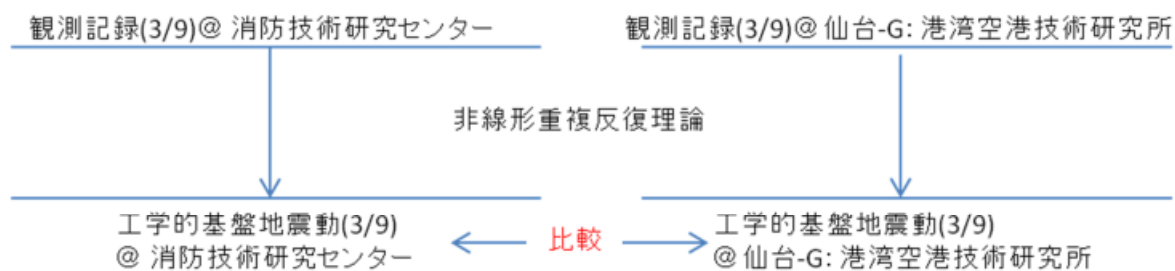 観測記録(3/9)@ 消防技術研究センター
観測記録(3/9)@ 仙台-G: 港湾空港技術研究所
非線形重複反復理論
工学的基盤地震動(3/9)
@ 消防技術研究センター
比較
工学的基盤地震動(3/9)
@ 仙台-G: 港湾空港技術研究所